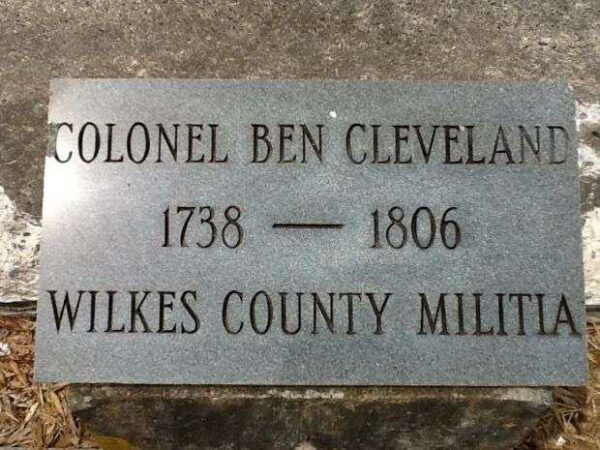 COLONEL BEN CLEVELAND
1738 — 1806
WILKES COUNTY MILITIA